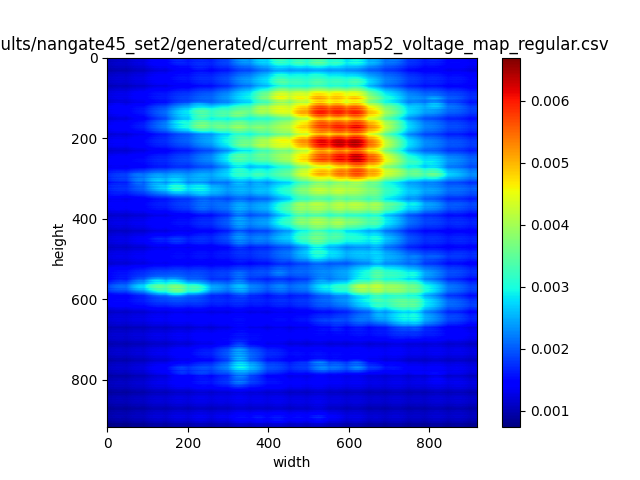 ults/nangate45_set2/generated/current_map52_voltage_map_regular.csv
0
200
400
600
800
height
0 200 400 600 800
width
0.006
0.005
0.004
0.003
0.002
0.001